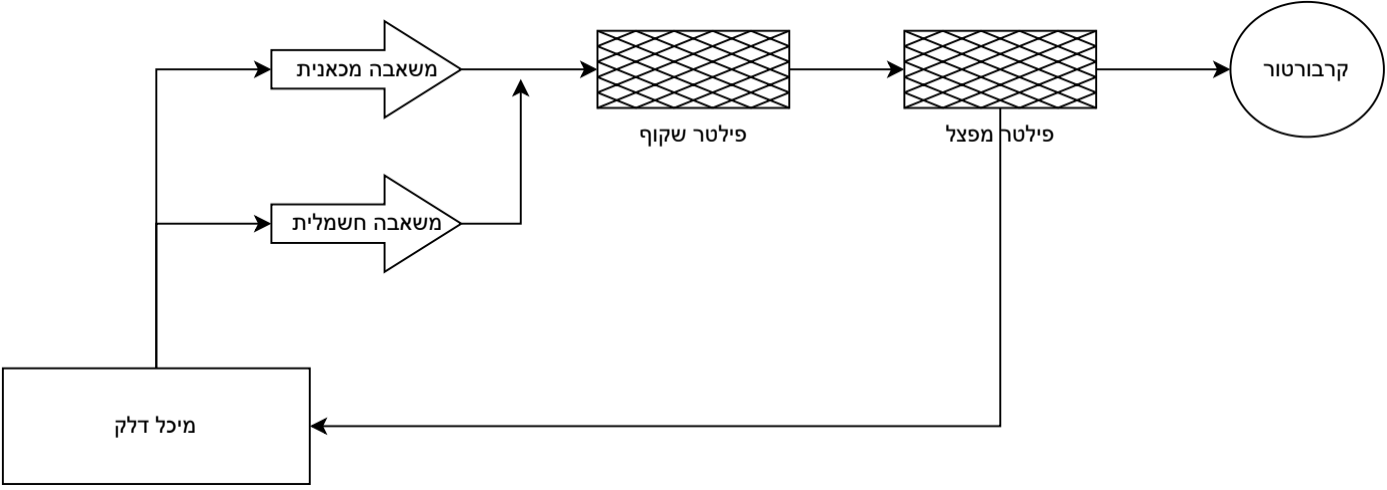 משאבה מכאנית
קרבורטור
פילטר שקוף
פילטר מפצל
משאבה חשמלית
מיכל דלק